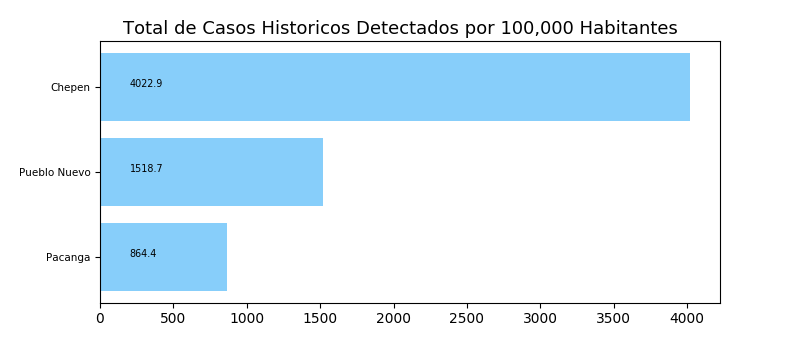 Total de Casos Historicos Detectados por 100,000 Habitantes
Chepen
4022.9
Pueblo Nuevo
1518.7
Pacanga
864.4
0 500 1000 1500 2000 2500 3000 3500 4000